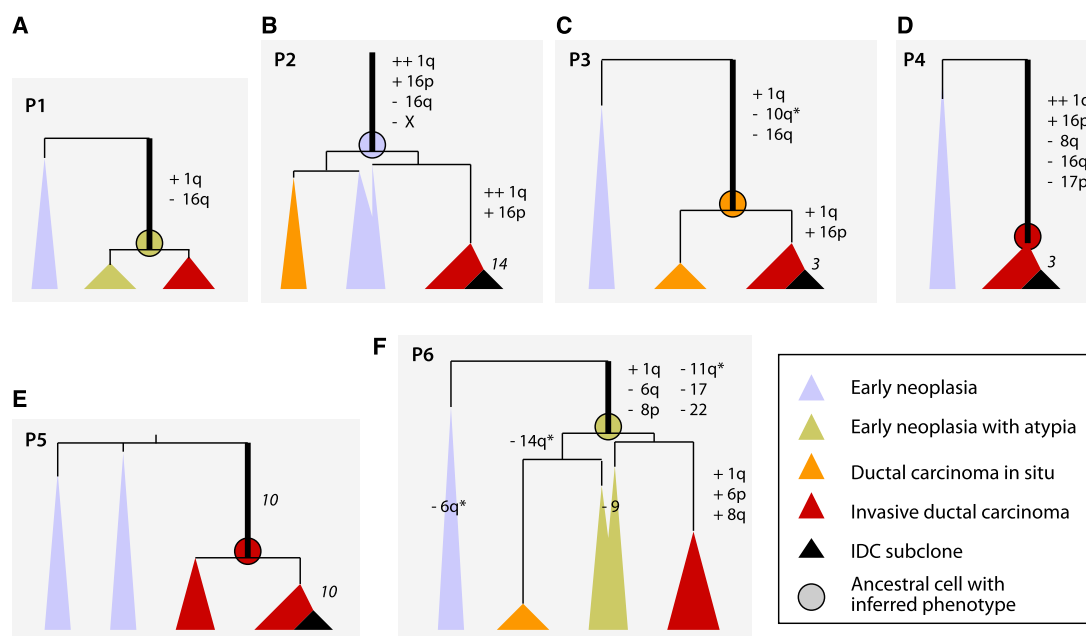 A
P1
+ 1q
- 16q
B
P2
++ 1q
+ 16p
- 16q
- X
++ 1q
+ 16p
14
C
P3
+ 1q
- 10q*
- 16q
+ 1q
+ 16p
3
D
P4
++ 1q
+ 16p
- 8q
- 16q
- 17p
3
E
P5
10
10
F
P6
+ 1q - 11q*
- 6q - 17
- 8p - 22
- 14q*
- 6q*
- 9
+ 1q
+ 6p
+ 8q
Early neoplasia
Early neoplasia with atypia
Ductal carcinoma in situ
Invasive ductal carcinoma
IDC subclone
Ancestral cell with
inferred phenotype